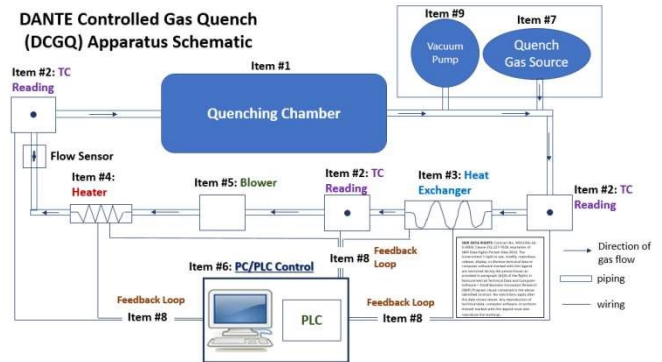 DANTE Controlled Gas Quench
(DCGQ) Apparatus Schematic
Item #9
Item #7
Vacuum
Pump
Quench
Gas Source
Item #1
Item #2: TC
Reading
Quenching Chamber
Flow Sensor
Item #4:
Heater
Item #5: Blower
Item #2: TC
Reading
Item #3: Heat
Exchanger
Item #2: TC
Reading
Feedback
Loop
Item #8
Item #6: PC/PLC Control
Feedback Loop
Item #8
PLC
Feedback Loop
Item #8
Direction of
gas flow
piping
wiring